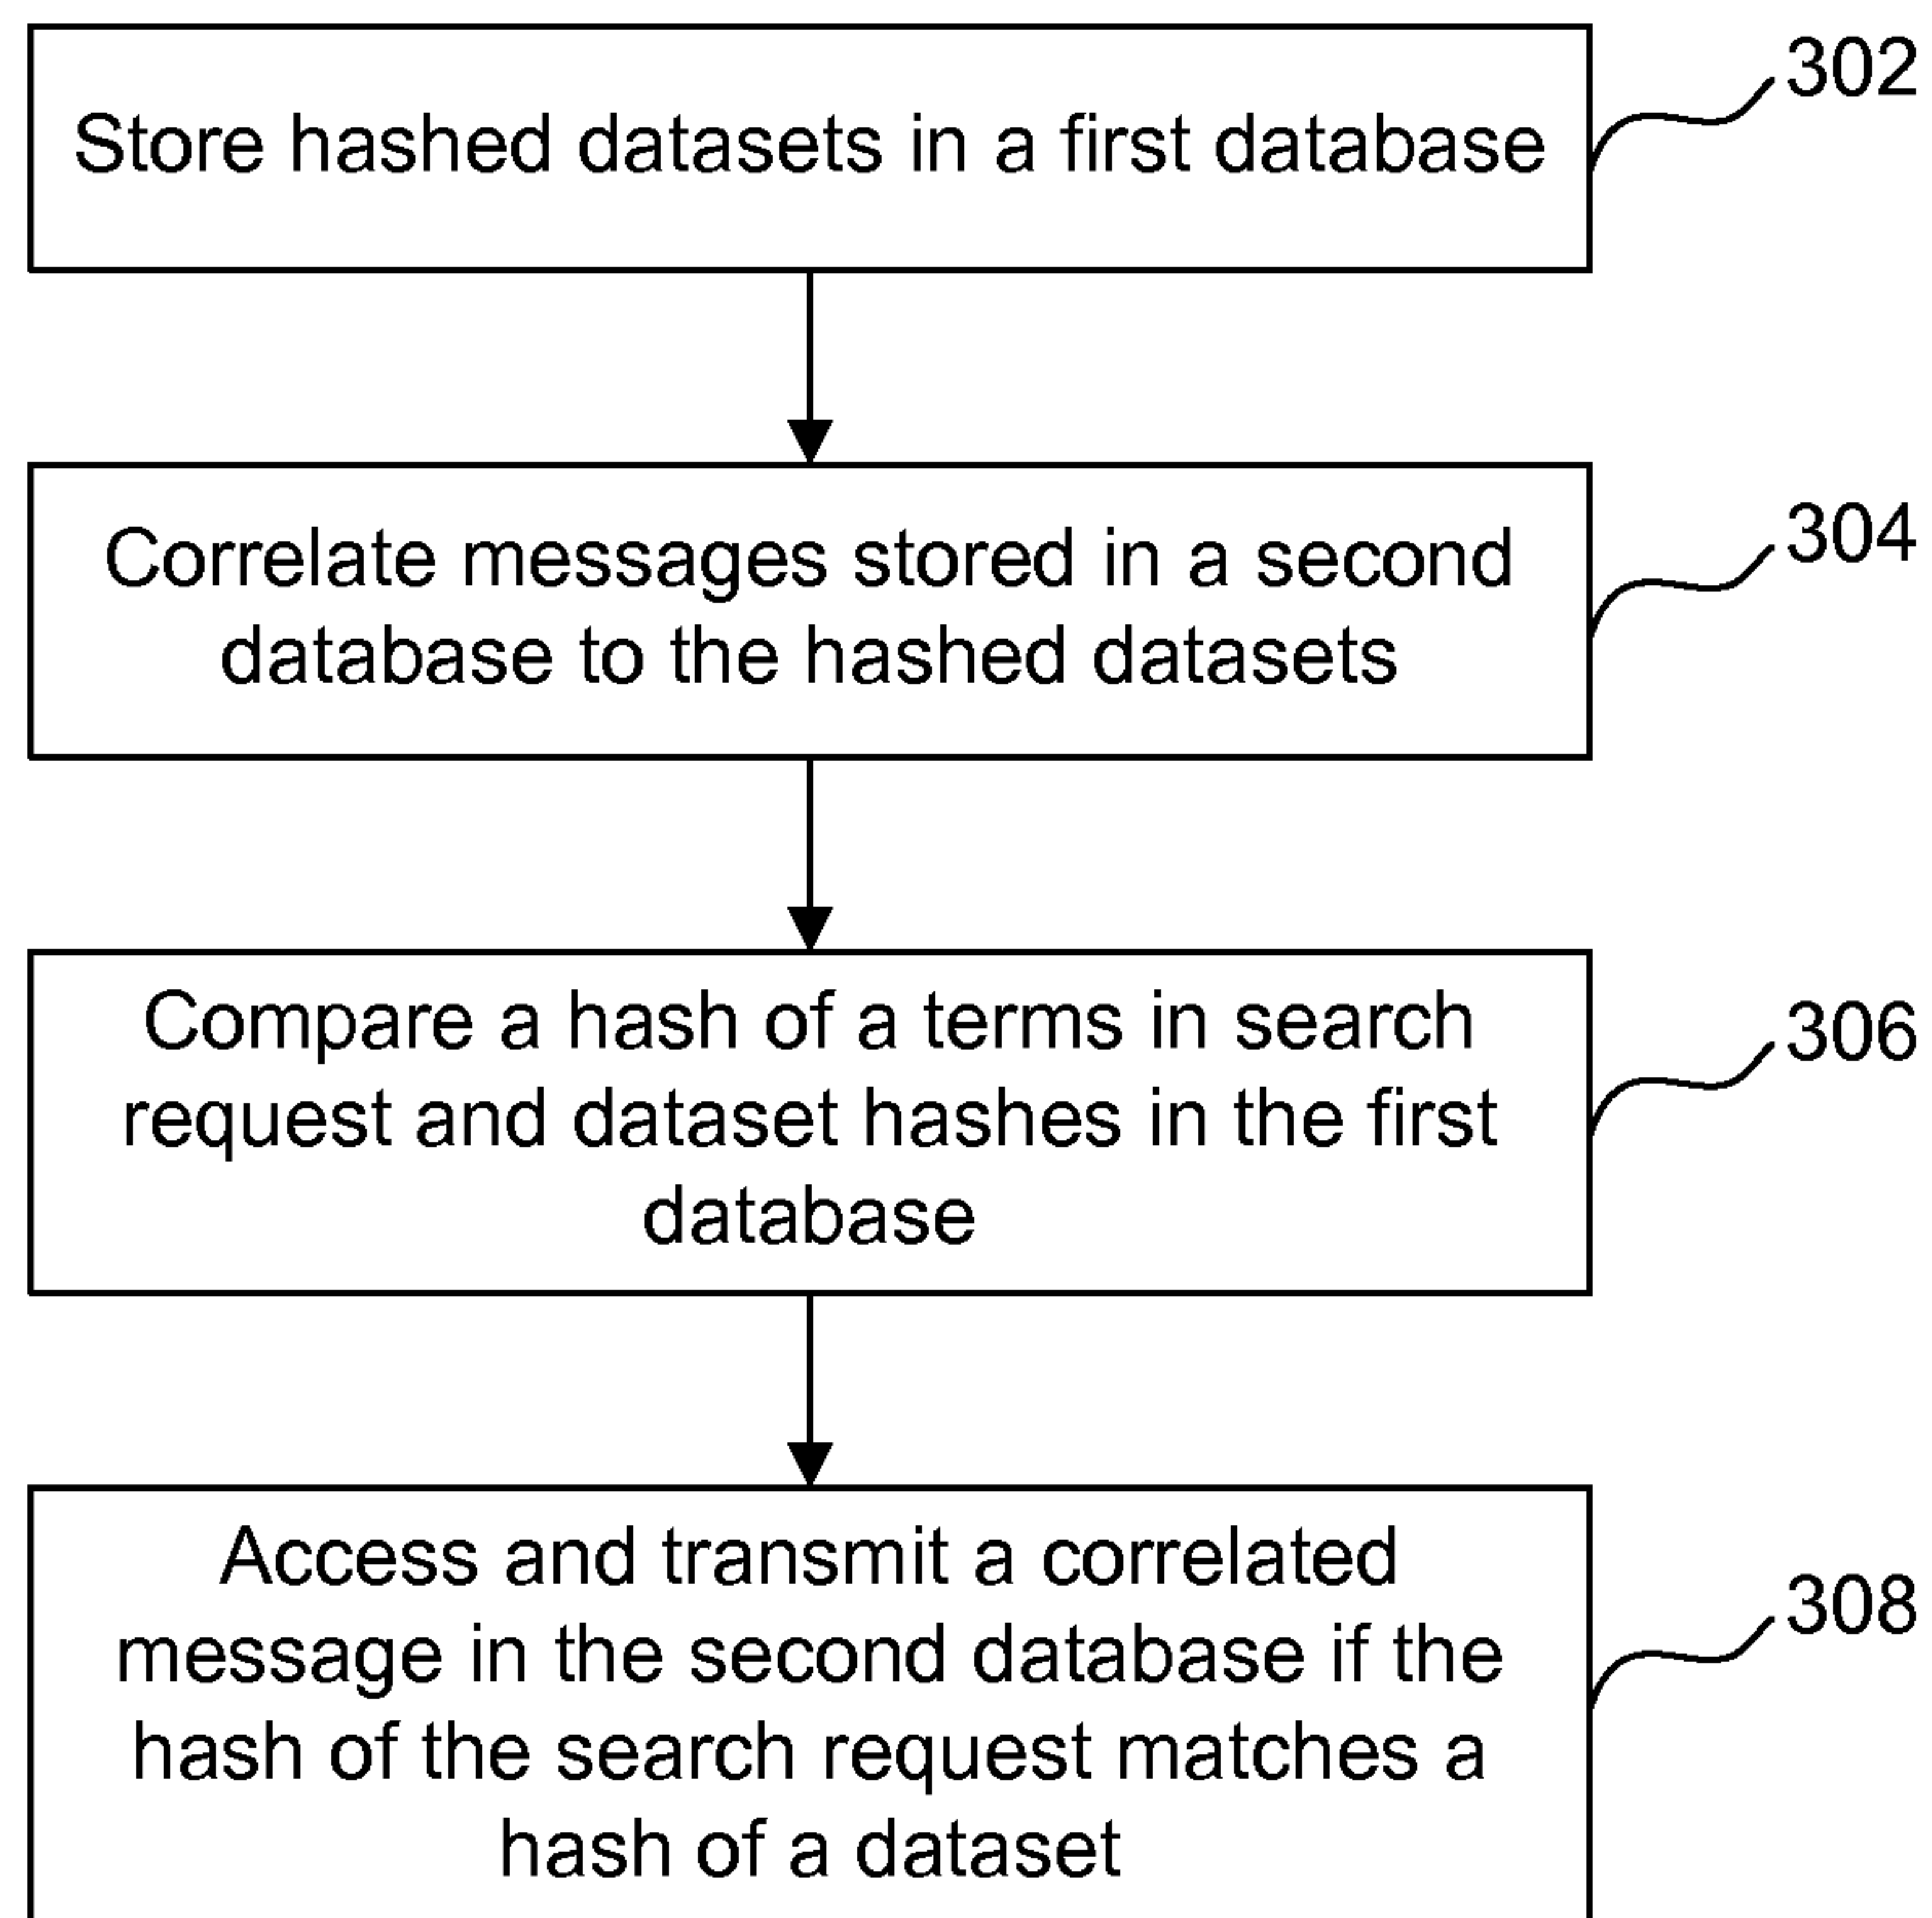 Store hashed datasets in a first database
302
Correlate messages stored in a second
database to the hashed datasets
304
Compare a hash of a terms in search
request and dataset hashes in the first
database
306
Access and transmit a correlated
message in the second database if the
hash of the search request matches a
hash of a dataset
308